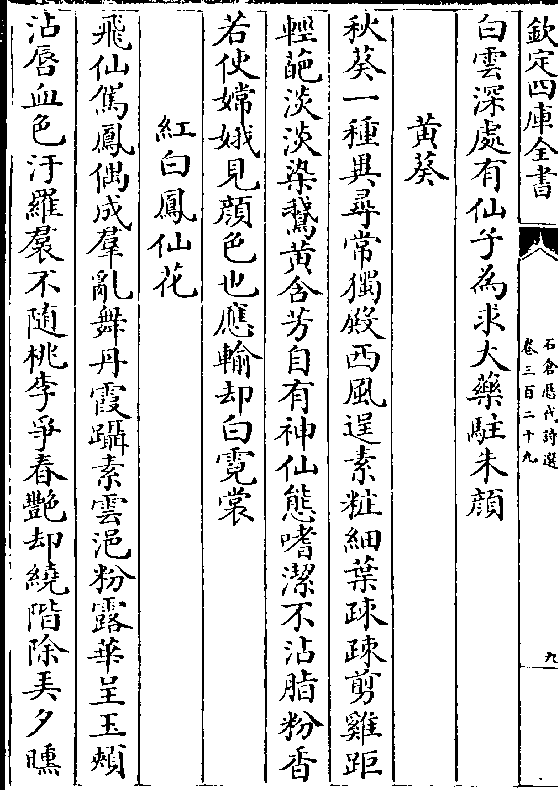 欽定四庫全書
石倉歷代詩選
卷三百二十九
九
白雲深處有仙子為求大藥駐朱顔
黄葵
秋葵一種異尋常獨殿西風逞素粧細葉踈踈剪雞距
輕葩淡淡染鵞黄含芳自有神仙態嗜潔不沾脂粉香
若使嫦娥見顔色也應輸却白霓裳
紅白鳳仙花
飛仙駕鳳偶成羣亂舞丹霞躡素雲浥粉露華呈玉頰
沾唇血色汙羅裠不隨桃李爭春艷却繞階除弄夕曛